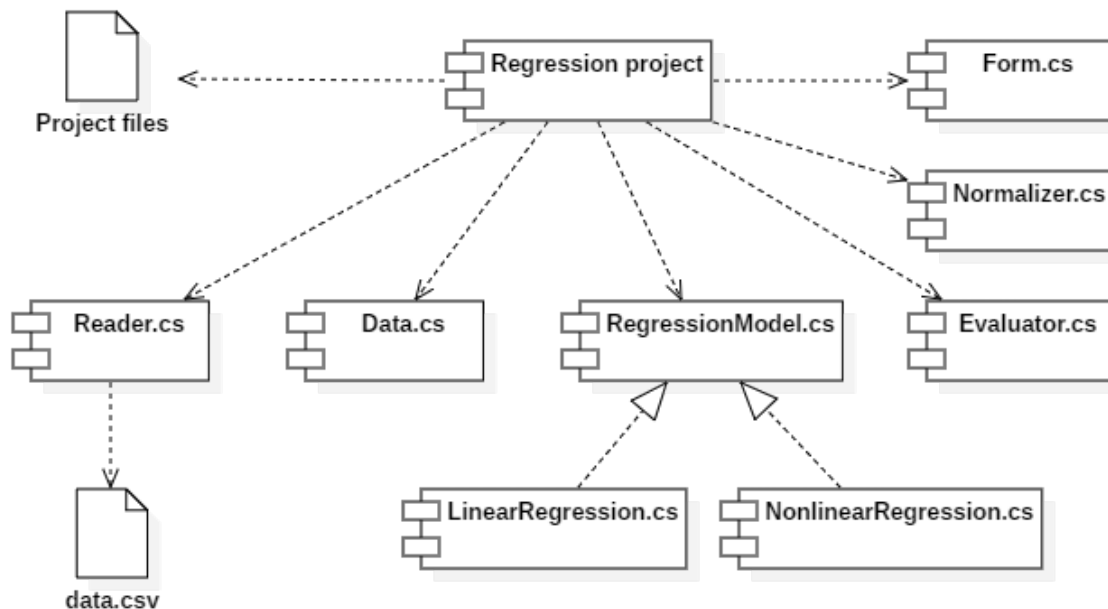 Regression project
Form.cs
Project files
Normalizer.cs
Reader.cs
Data.cs
RegressionModel.cs
Evaluator.cs
LinearRegression.cs
NonlinearRegression.cs
data.csv